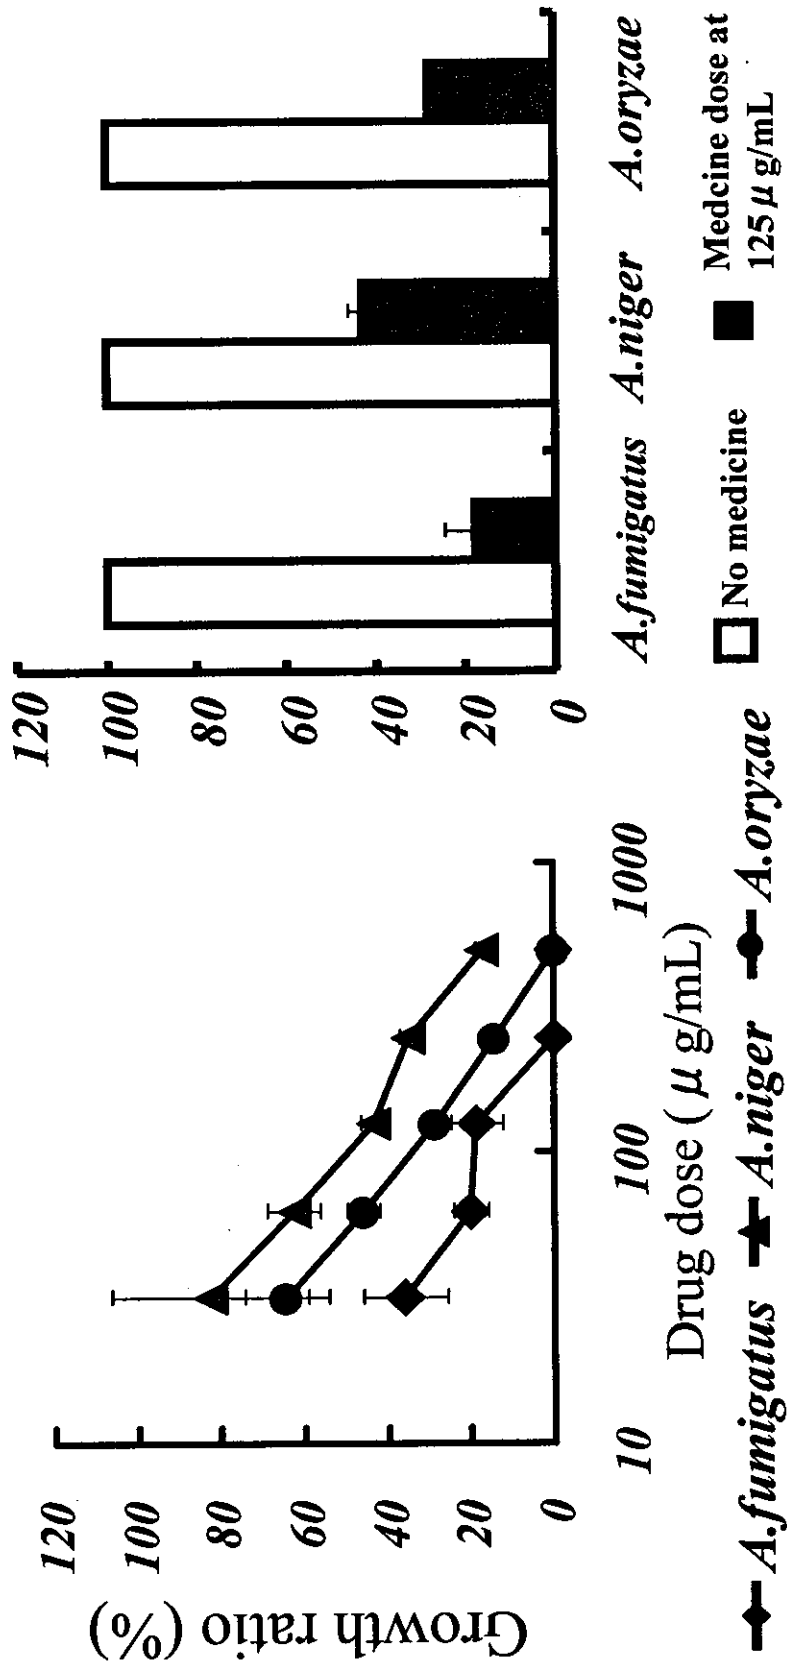 Growth ratio (%)
120
100
80
60
40
20
0
10
100
1000
Drug dose ( μ g/mL)
A.fumigatus
A.niger
A.oryzae
120
100
80
60
40
20
0
A.fumigatus
A.niger
A.oryzae
No medicine
Medcine dose at
125 μ g/mL